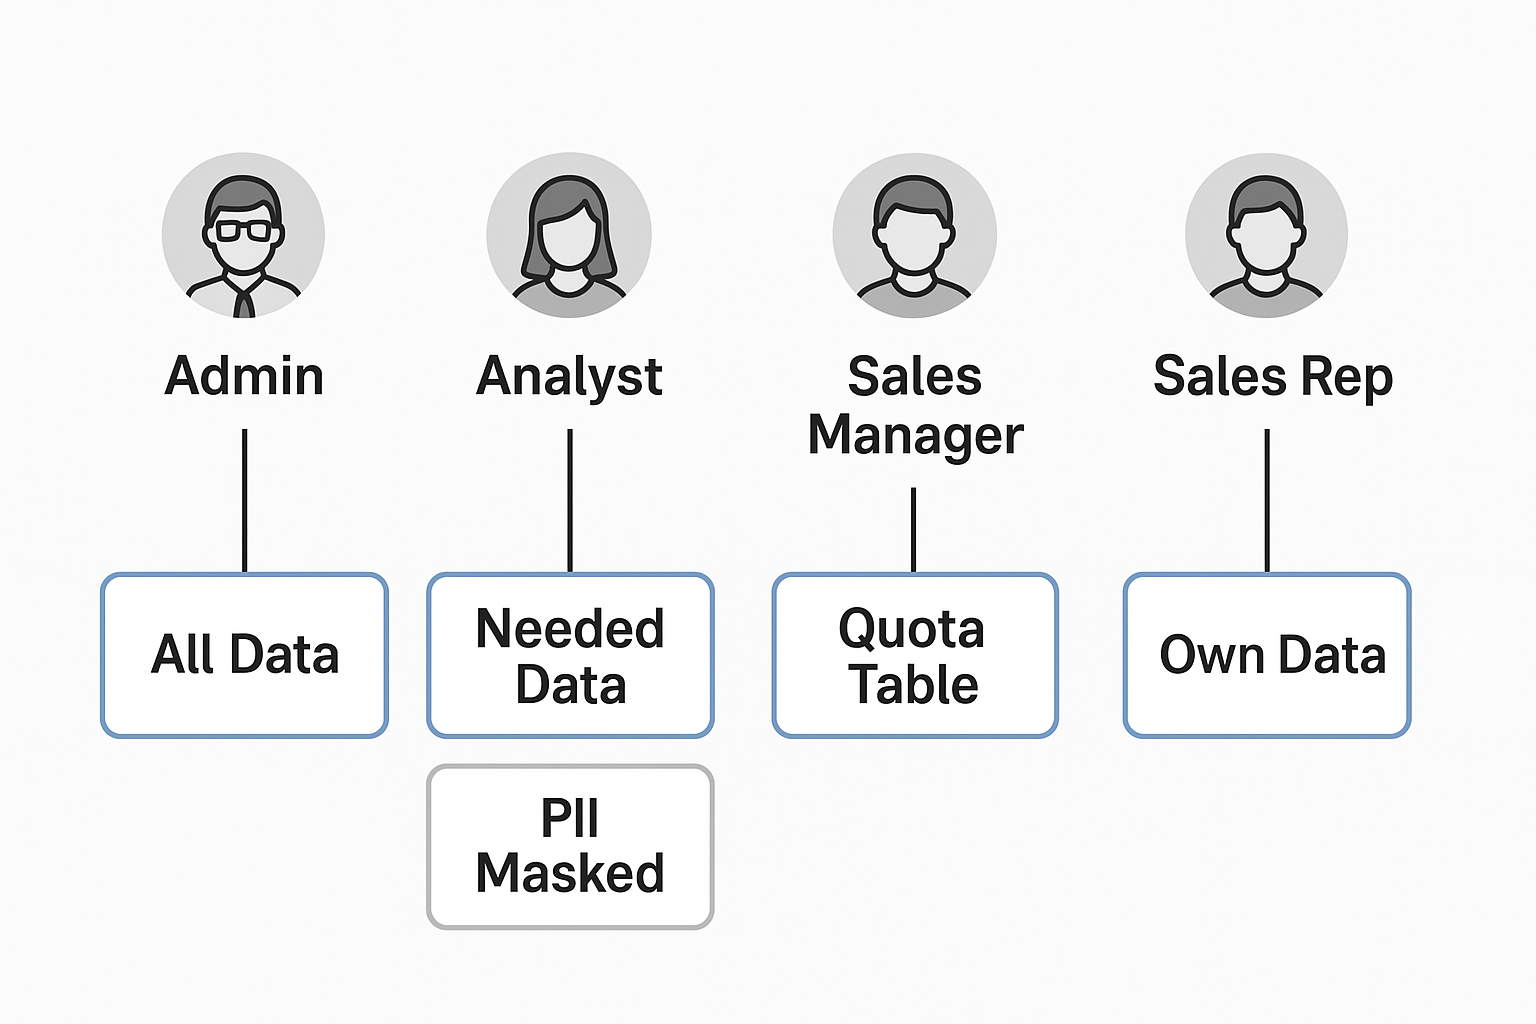 Admin
Analyst
Sales
Manager
Sales Rep
All Data
Needed
Data
Quota
Table
Own Data
PII
Masked